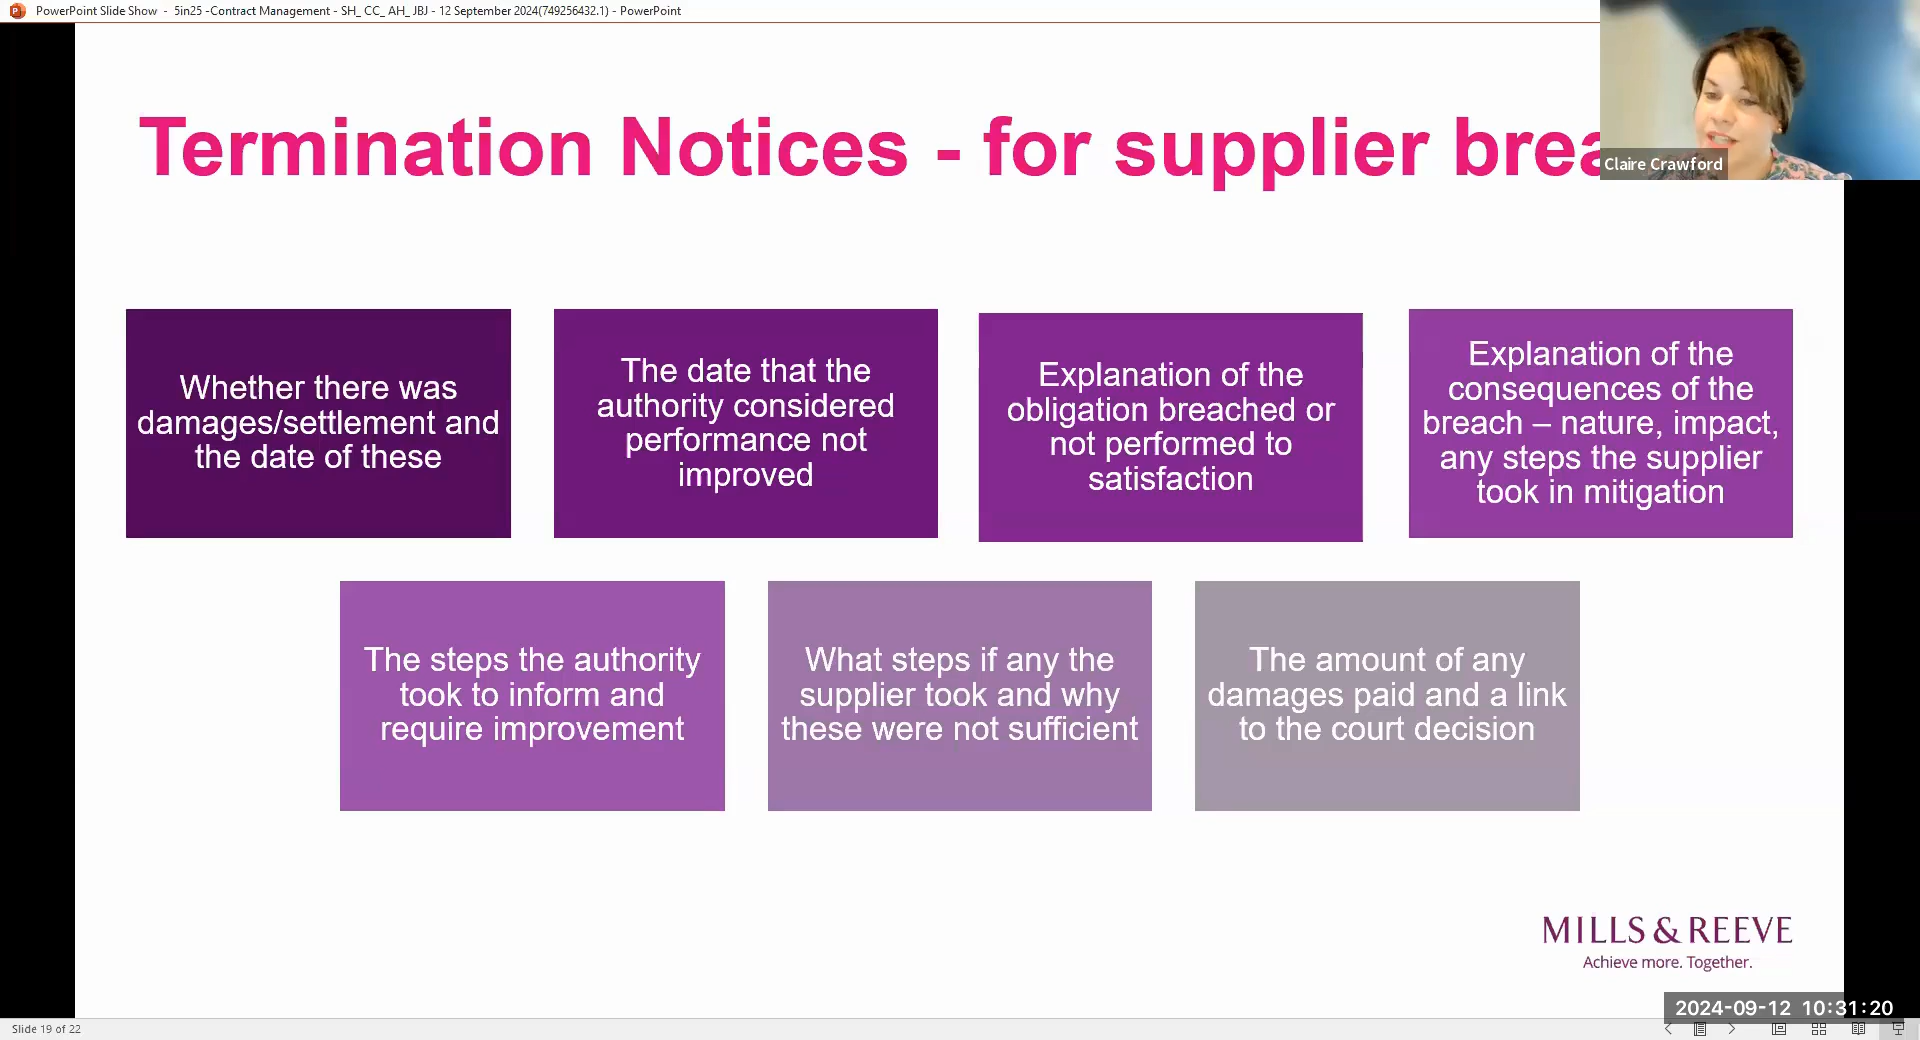 PowerPoint Slide Show - 5in25 -Contract Management - SH_ CC_ AH_ JBJ - 12 September 2024(749256432.1) - PowerPoint
Termination Notices - for supplier brea
Claire Crawford
Whether there was
damages/settlement and
the date of these
The date that the
authority considered
performance not
improved
Explanation of the
obligation breached or
not performed to
satisfaction
Explanation of the
consequences of the
breach – nature, impact,
any steps the supplier
took in mitigation
The steps the authority
took to inform and
require improvement
What steps if any the
supplier took and why
these were not sufficient
The amount of any
damages paid and a link
to the court decision
MILLS & REEVE
Achieve more. Together.
2024-09-12 10:31:20
Slide 19 of 22